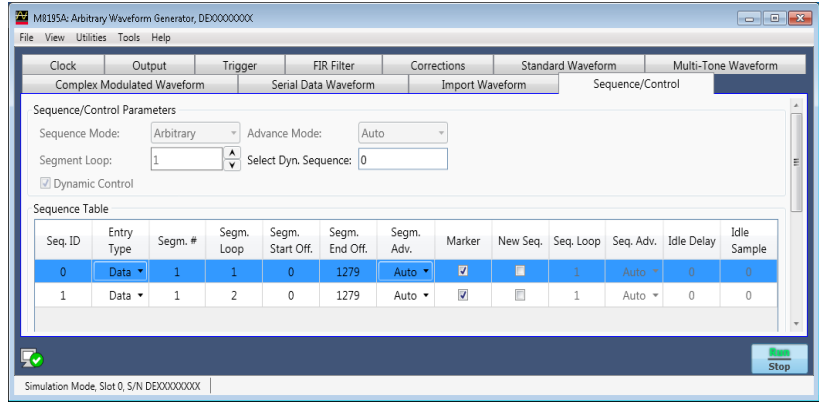 M8195A: Arbitrary Waveform Generator, DEXXXXXXXX
File View Utilities Tools Help
Clock Output Trigger FIR Filter Corrections Standard Waveform Multi-Tone Waveform
Complex Modulated Waveform Serial Data Waveform Import Waveform Sequence/Control
Sequence/Control Parameters
Sequence Mode: Arbitrary Advance Mode: Auto
Segment Loop: 1 Select Dyn. Sequence: 0
Dynamic Control
Sequence Table
Seq. ID Entry Type Segm. # Segm. Loop Segm. Start Off. Segm. End Off. Segm. Adv. Marker New Seq. Seq. Loop Seq. Adv. Idle Delay Idle Sample
0 Data 1 1 0 1279 Auto 1 Auto 0 0
1 Data 1 2 0 1279 Auto 1 Auto 0 0
Run
Stop
Simulation Mode, Slot 0, S/N DEXXXXXXXX